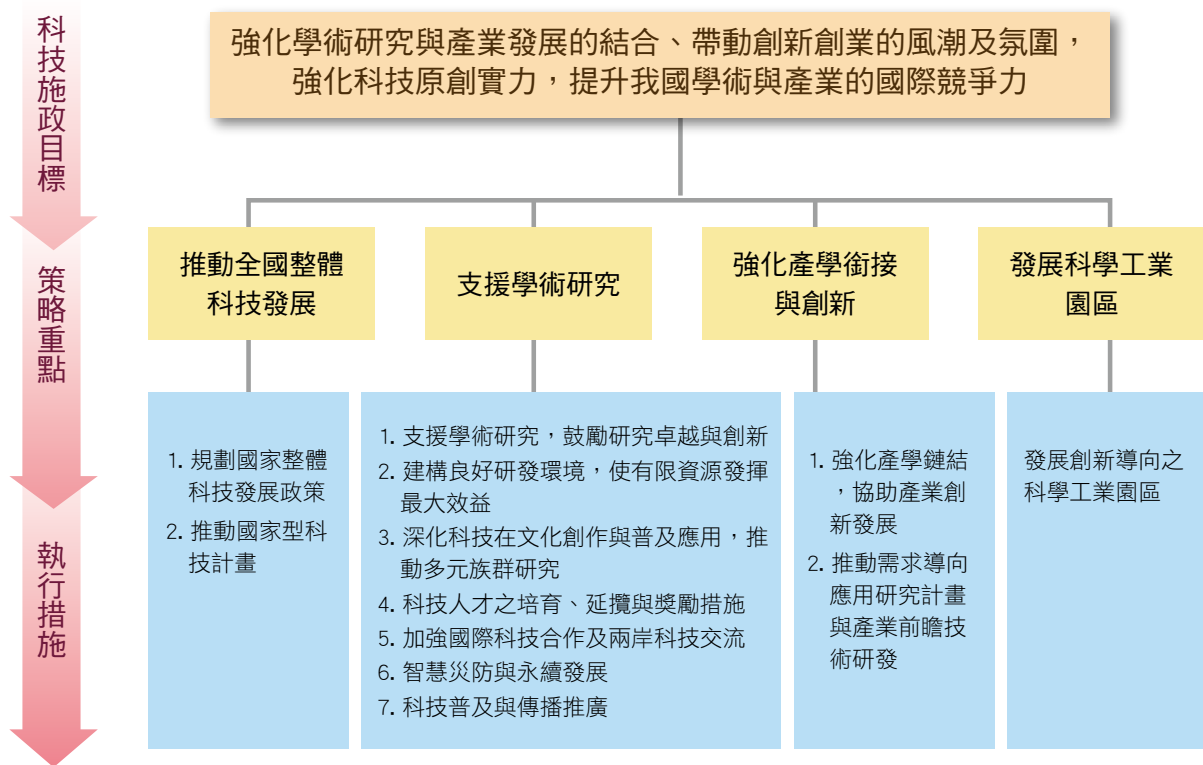 科技施政目標
強化學術研究與產業發展的結合、帶動創新創業的風潮及氛圍，
強化科技原創實力，提升我國學術與產業的國際競爭力
策略重點
推動全國整體
科技發展
支援學術研究
強化產學銜接
與創新
發展科學工業
園區
執行措施
1. 規劃國家整體
科技發展政策
2. 推動國家型科
技計畫
1. 支援學術研究，鼓勵研究卓越與創新
2. 建構良好研發環境，使有限資源發揮
最大效益
3. 深化科技在文化創作與普及應用，推
動多元族群研究
4. 科技人才之培育、延攬與獎勵措施
5. 加強國際科技合作及兩岸科技交流
6. 智慧災防與永續發展
7. 科技普及與傳播推廣
1. 強化產學鏈結
，協助產業創
新發展
2. 推動需求導向
應用研究計畫
與產業前瞻技
術研發
發展創新導向之
科學工業園區